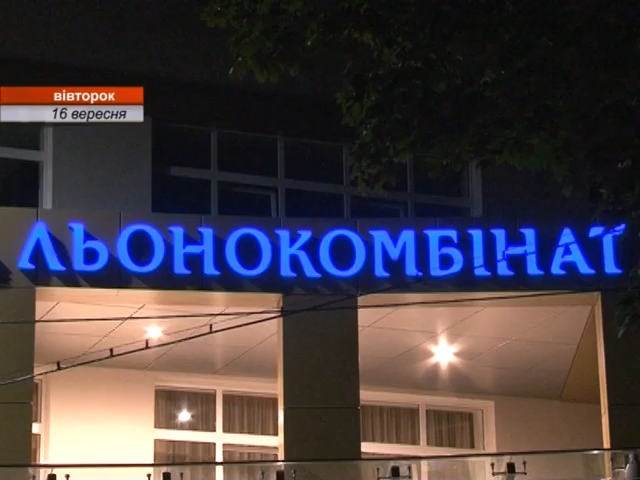 вівторок
16 вересня
ЛЬОНОКОМБІНАТ